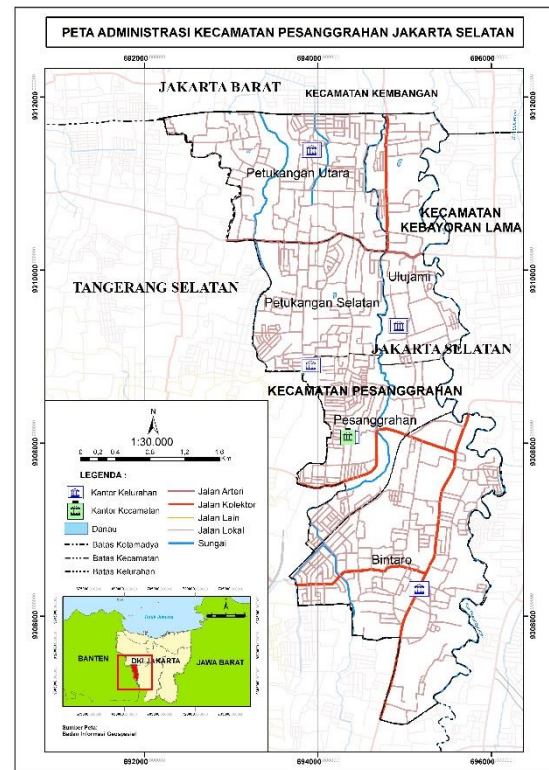 PETA ADMINISTRASI KECAMATAN PESANGGRAHAN JAKARTA SELATAN
692000
694000
696000
9312000
JAKARTA BARAT
KECAMATAN KEMBANGAN
Petukangan Utara
KECAMATAN
KEBAYORAN LAMA
9310000
9310000
TANGERANG SELATAN
Ulujami
Petukangan Selatan
JAKARTA SELATAN
KECAMATAN PESANGGRAHAN
Pesanggrahan
Bintaro
N
1:30.000
0 0,2 0,4 0,8 1,2 1,6
Km
LEGENDA :
Kantor Kelurahan
Kantor Kecamatan
Danau
Batas Kotamadya
Batas Kecamatan
Batas Kelurahan
Jalan Arteri
Jalan Kolektor
Jalan Lain
Jalan Lokal
Sungai
BANTEN
DKI JAKARTA
JAWA BARAT
Sumber Peta:
Badan Informasi Geospasial
692000
694000
696000